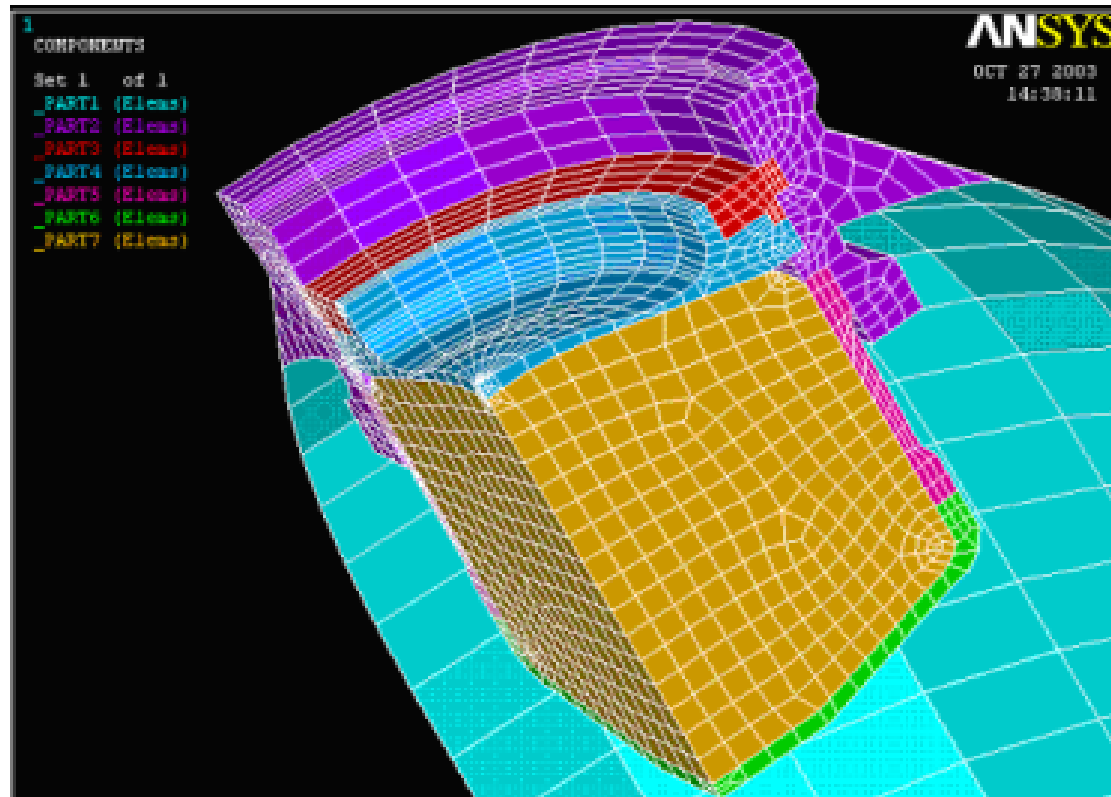 1
COMPONENTS
Set 1 of 1
_PART1 (Elems)
_PART2 (Elems)
_PART3 (Elems)
_PART4 (Elems)
_PART5 (Elems)
_PART6 (Elems)
_PART7 (Elems)
ANSYS
OCT 27 2003
14:38:11